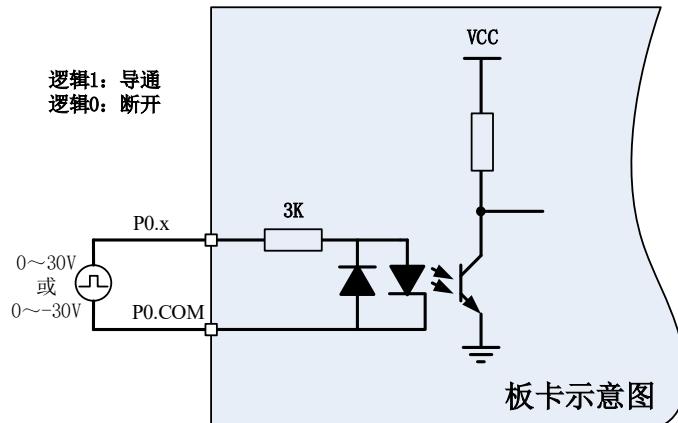 VCC
逻辑1：导通
逻辑0：断开
3K
P0.x
0～30V
或
0～-30V
P0.COM
板卡示意图